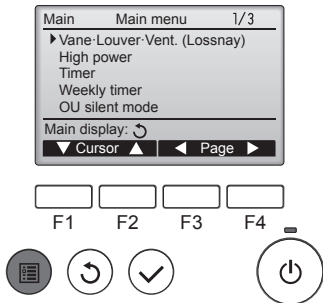 Main Main menu 1/3
Vane·Louver·Vent. (Lossnay)
High power
Timer
Weekly timer
OU silent mode
Main display:
Cursor Page
F1 F2 F3 F4